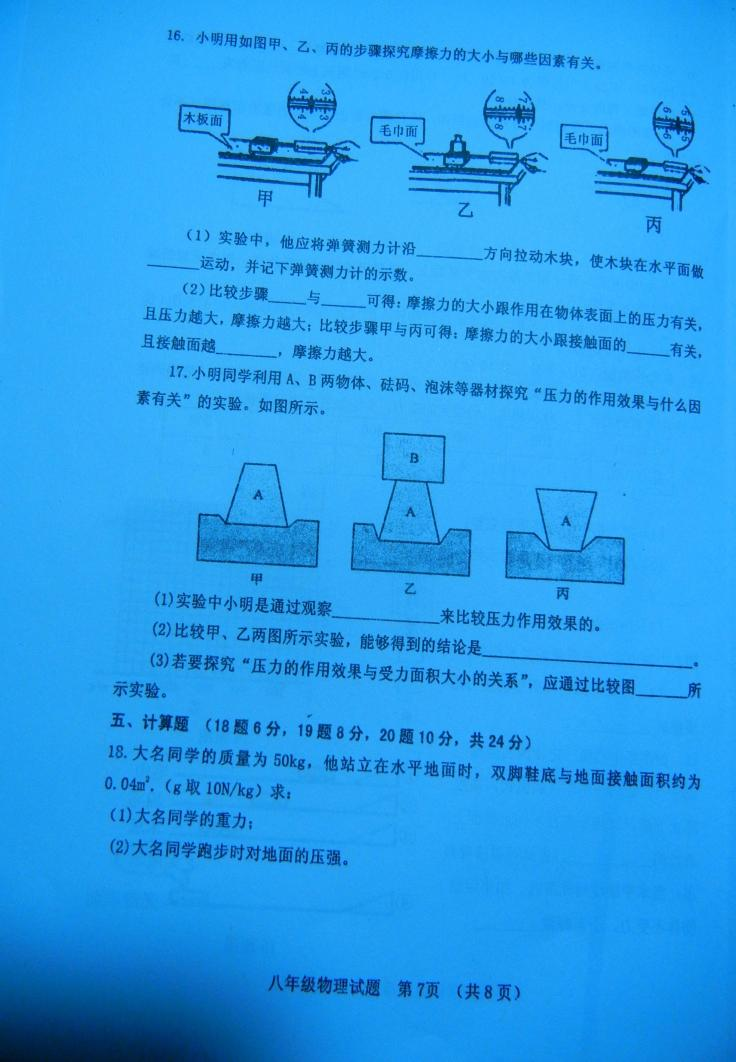 16. 小明用如图甲、乙、丙的步骤探究摩擦力的大小与哪些因素有关。
木板面
4 3
4 3
毛巾面
8 7
8 7
毛巾面
6 5
6 5
甲
乙
丙
(1) 实验中，他应将弹簧测力计沿________方向拉动木块，使木块在水平面做
______运动，并记下弹簧测力计的示数。
(2) 比较步骤____与_____可得：摩擦力的大小跟作用在物体表面上的压力有关，
且压力越大，摩擦力越大；比较步骤甲与丙可得：摩擦力的大小跟接触面的_____有关，
且接触面越_______，摩擦力越大。
17. 小明同学利用 A、B 两物体、砝码、泡沫等器材探究“压力的作用效果与什么因
素有关”的实验。如图所示。
A
B
A
A
甲
乙
丙
(1)实验中小明是通过观察____________来比较压力作用效果的。
(2)比较甲、乙两图所示实验，能够得到的结论是________________________。
(3)若要探究“压力的作用效果与受力面积大小的关系”，应通过比较图______所
示实验。
五、计算题 （18题6分，19题8分，20题10分，共24分）
18. 大名同学的质量为 50kg，他站立在水平地面时，双脚鞋底与地面接触面积约为
0.04m².（g 取 10N/kg）求：
(1)大名同学的重力；
(2)大名同学跑步时对地面的压强。
八年级物理试题 第7页 （共8页）